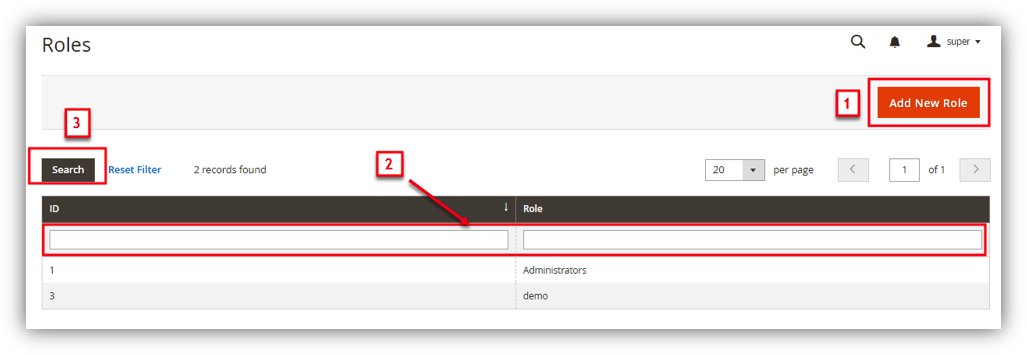 Roles
super
1
Add New Role
3
Search Reset Filter 2 records found 20 per page 1 of 1
2
ID ↓ Role
1 Administrators
3 demo